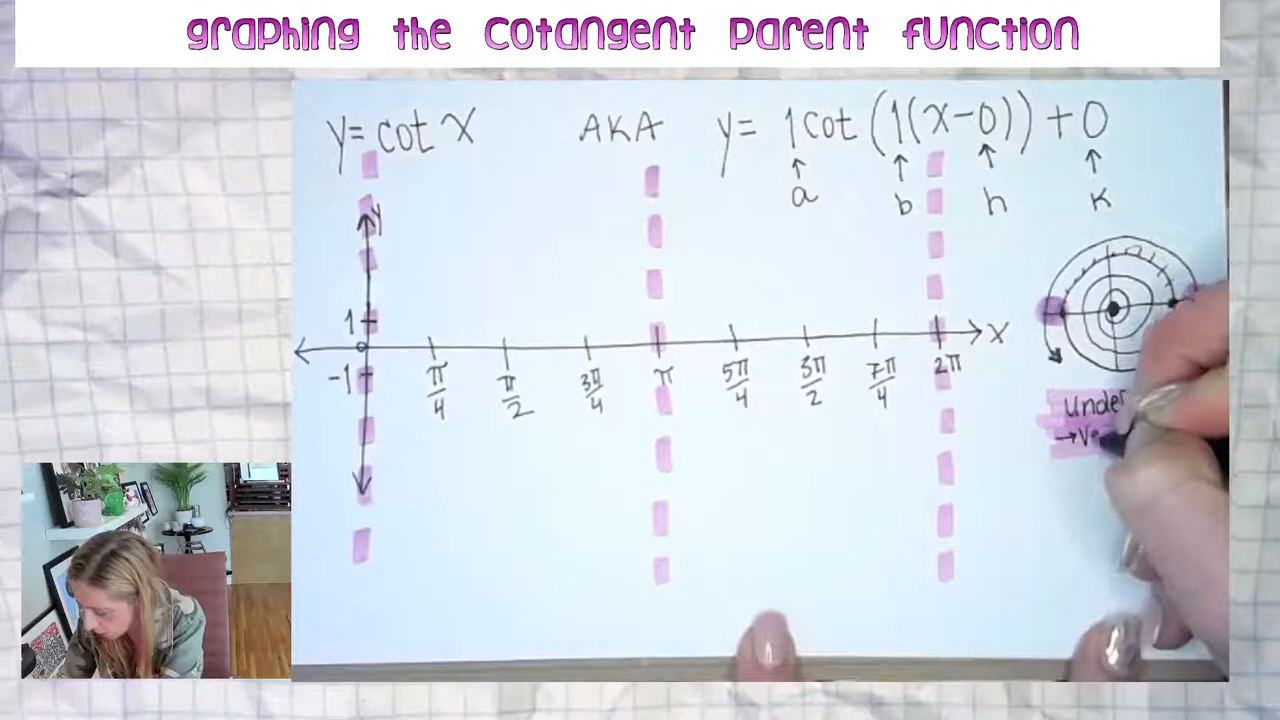 graphing the cotangent parent function
y = cot x AKA y = 1 cot (1(x-0)) + 0
a b h k
y
1
0
-1
π/4 π/2 3π/4 π 5π/4 3π/2 7π/4 2π
x
Under
→